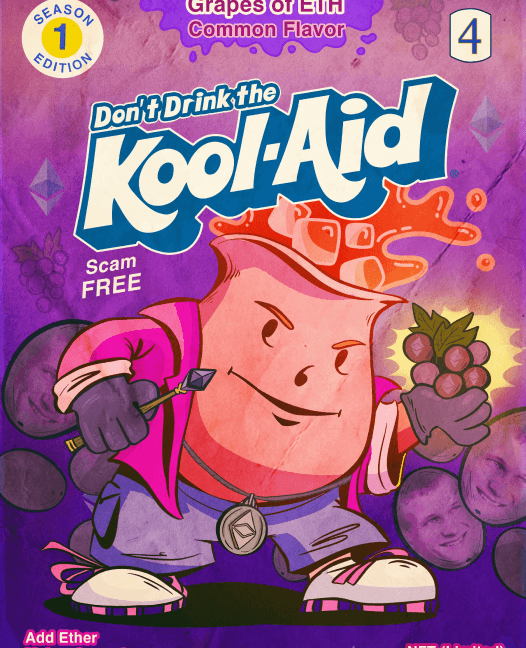 Grapes of ETH
Common Flavor
SEASON
1
EDITION
4
Don't Drink the
Kool-Aid
®
Scam
FREE
Add Ether